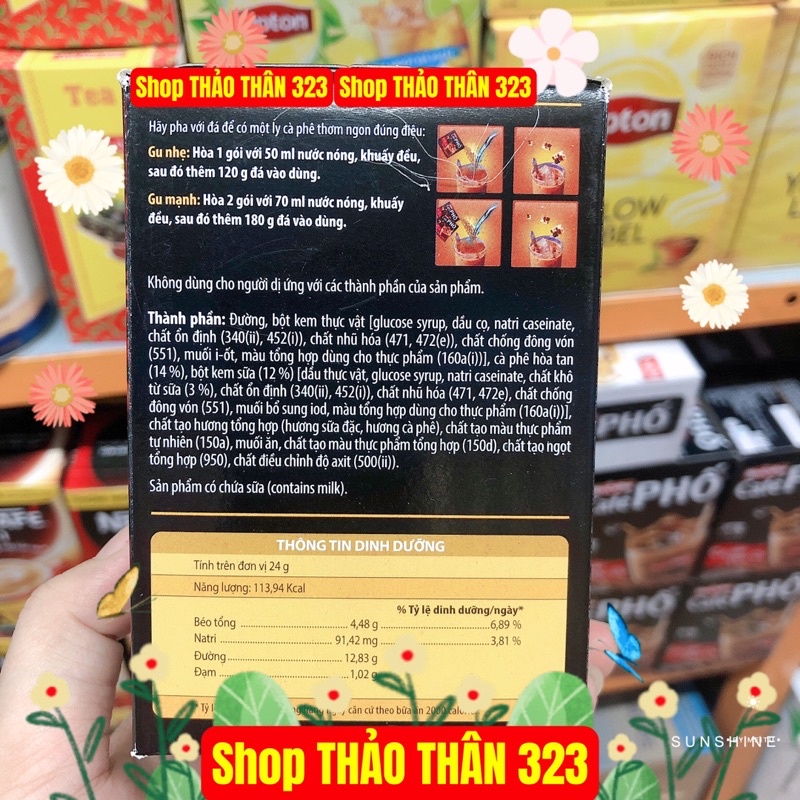 Shop THẢO THÂN 323 Shop THẢO THÂN 323
Hãy pha với đá để có một ly cà phê thơm ngon đúng điệu:
Gu nhẹ: Hòa 1 gói với 50 ml nước nóng, khuấy đều,
sau đó thêm 120 g đá vào dùng.
Gu mạnh: Hòa 2 gói với 70 ml nước nóng, khuấy
đều, sau đó thêm 180 g đá vào dùng.
Không dùng cho người dị ứng với các thành phần của sản phẩm.
Thành phần: Đường, bột kem thực vật [glucose syrup, dầu cọ, natri caseinate,
chất ổn định (340(ii), 452(i)), chất nhũ hóa (471, 472(e)), chất chống đông vón
(551), muối i-ốt, màu tổng hợp dùng cho thực phẩm (160a(i))], cà phê hòa tan
(14 %), bột kem sữa (12 %) [dầu thực vật, glucose syrup, natri caseinate, chất khô
từ sữa (3 %), chất ổn định (340(ii), 452(i)), chất nhũ hóa (471, 472e), chất chống
đông vón (551), muối bổ sung iod, màu tổng hợp dùng cho thực phẩm (160a(i))],
chất tạo hương tổng hợp (hương sữa đặc, hương cà phê), chất tạo màu thực phẩm
tự nhiên (150a), muối ăn, chất tạo màu thực phẩm tổng hợp (150d), chất tạo ngọt
tổng hợp (950), chất điều chỉnh độ axit (500(ii)).
Sản phẩm có chứa sữa (contains milk).
THÔNG TIN DINH DƯỠNG
Tính trên đơn vị 24 g
Năng lượng: 113,94 Kcal
% Tỷ lệ dinh dưỡng/ngày*
Béo tổng 4,48 g 6,89 %
Natri 91,42 mg 3,81 %
Đường 12,83 g
Đạm 1,02 g
căn cứ theo bữa ăn
Shop THẢO THÂN 323
SUNSHINE
Tea
LOW
PHỐ
Café PHỐ